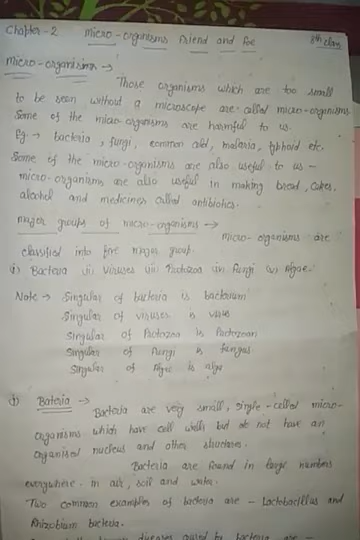 Chapter-2 Micro-organisms Friend and Foe 8th class
Micro-organisms →
Those organisms which are too small
to be seen without a microscope are called micro-organisms
Some of the micro-organisms are harmful to us.
Eg. → bacteria, fungi, common cold, malaria, typhoid etc.
Some of the micro-organisms are also useful to us -
micro-organisms are also useful in making bread, cakes,
alcohol and medicines called antibiotics.
Major groups of micro-organisms →
Micro-organisms are
classified into five major group.
(i) Bacteria (ii) Viruses (iii) Protozoa (iv) Fungi (v) Algae.
Note → Singular of bacteria is bacterium
Singular of viruses is virus
Singular of Protozoa is Protozoan
Singular of Fungi is fungus
Singular of Algae is alga
(i) Bateria →
Bacteria are very small, single-celled micro-
organisms which have cell walls but do not have an
organised nucleus and other structures.
Bacteria are found in large numbers
everywhere in air, soil and water.
Two common examples of bacteria are - Lactobacillus and
Rhizobium bacteria.
diseases caused by bacteria are -